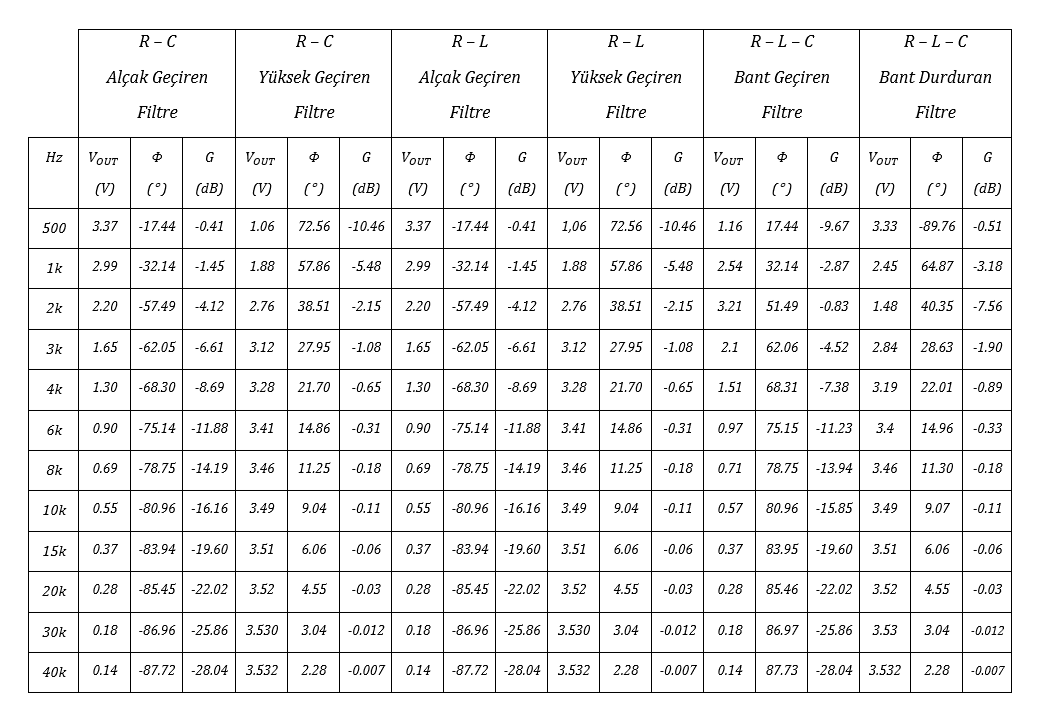 R – C R – C R – L R – L R – L – C R – L – C
Alçak Geçiren Yüksek Geçiren Alçak Geçiren Yüksek Geçiren Bant Geçiren Bant Durduran
Filtre Filtre Filtre Filtre Filtre Filtre
Hz V_OUT Φ G V_OUT Φ G V_OUT Φ G V_OUT Φ G V_OUT Φ G V_OUT Φ G
(V) (°) (dB) (V) (°) (dB) (V) (°) (dB) (V) (°) (dB) (V) (°) (dB) (V) (°) (dB)
500 3.37 -17.44 -0.41 1.06 72.56 -10.46 3.37 -17.44 -0.41 1,06 72.56 -10.46 1.16 17.44 -9.67 3.33 -89.76 -0.51
1k 2.99 -32.14 -1.45 1.88 57.86 -5.48 2.99 -32.14 -1.45 1.88 57.86 -5.48 2.54 32.14 -2.87 2.45 64.87 -3.18
2k 2.20 -57.49 -4.12 2.76 38.51 -2.15 2.20 -57.49 -4.12 2.76 38.51 -2.15 3.21 51.49 -0.83 1.48 40.35 -7.56
3k 1.65 -62.05 -6.61 3.12 27.95 -1.08 1.65 -62.05 -6.61 3.12 27.95 -1.08 2.1 62.06 -4.52 2.84 28.63 -1.90
4k 1.30 -68.30 -8.69 3.28 21.70 -0.65 1.30 -68.30 -8.69 3.28 21.70 -0.65 1.51 68.31 -7.38 3.19 22.01 -0.89
6k 0.90 -75.14 -11.88 3.41 14.86 -0.31 0.90 -75.14 -11.88 3.41 14.86 -0.31 0.97 75.15 -11.23 3.4 14.96 -0.33
8k 0.69 -78.75 -14.19 3.46 11.25 -0.18 0.69 -78.75 -14.19 3.46 11.25 -0.18 0.71 78.75 -13.94 3.46 11.30 -0.18
10k 0.55 -80.96 -16.16 3.49 9.04 -0.11 0.55 -80.96 -16.16 3.49 9.04 -0.11 0.57 80.96 -15.85 3.49 9.07 -0.11
15k 0.37 -83.94 -19.60 3.51 6.06 -0.06 0.37 -83.94 -19.60 3.51 6.06 -0.06 0.37 83.95 -19.60 3.51 6.06 -0.06
20k 0.28 -85.45 -22.02 3.52 4.55 -0.03 0.28 -85.45 -22.02 3.52 4.55 -0.03 0.28 85.46 -22.02 3.52 4.55 -0.03
30k 0.18 -86.96 -25.86 3.530 3.04 -0.012 0.18 -86.96 -25.86 3.530 3.04 -0.012 0.18 86.97 -25.86 3.53 3.04 -0.012
40k 0.14 -87.72 -28.04 3.532 2.28 -0.007 0.14 -87.72 -28.04 3.532 2.28 -0.007 0.14 87.73 -28.04 3.532 2.28 -0.007